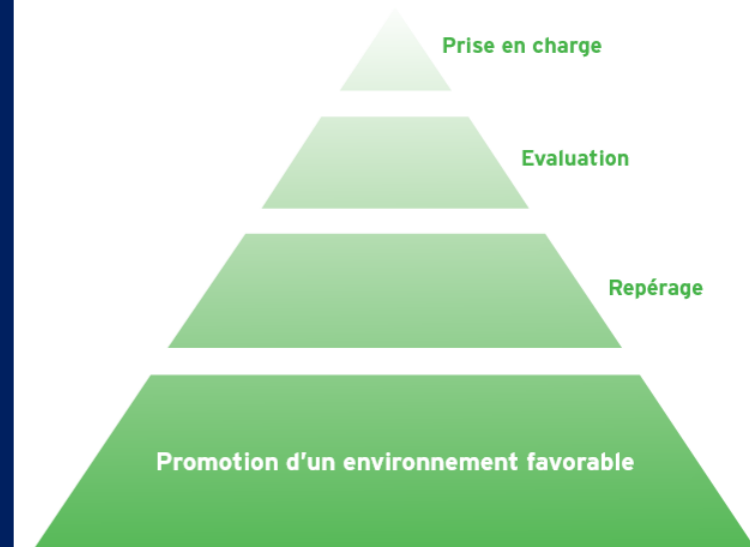 Prise en charge
Evaluation
Repérage
Promotion d'un environnement favorable